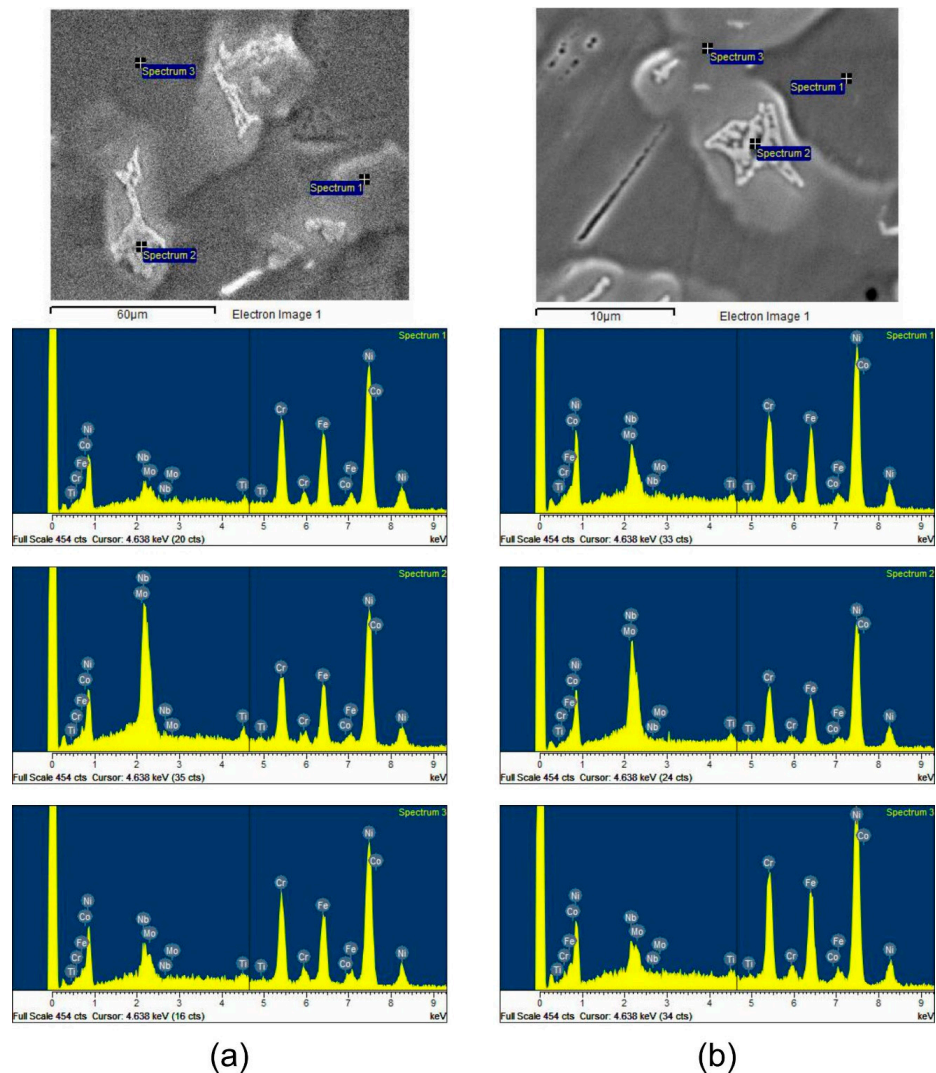 Spectrum 3
Spectrum 1
Spectrum 2
60µm Electron Image 1
Spectrum 3
Spectrum 1
Spectrum 2
10µm Electron Image 1
Spectrum 1
Ni
Co
Cr
Fe
Ni
Co
Fe
Cr
Ti
Nb
Mo
Nb
Mo
Ti
Ti
Cr
Fe
Co
Ni
0 1 2 3 4 5 6 7 8 9
Full Scale 454 cts Cursor: 4.638 keV (20 cts) keV
Spectrum 1
Ni
Co
Cr
Fe
Ni
Co
Fe
Cr
Ti
Nb
Mo
Nb
Mo
Ti
Ti
Cr
Fe
Co
Ni
0 1 2 3 4 5 6 7 8 9
Full Scale 454 cts Cursor: 4.638 keV (33 cts) keV
Spectrum 2
Nb
Mo
Ni
Co
Cr
Fe
Ni
Co
Fe
Cr
Ti
Nb
Mo
Ti
Ti
Cr
Fe
Co
Ni
0 1 2 3 4 5 6 7 8 9
Full Scale 454 cts Cursor: 4.638 keV (35 cts) keV
Spectrum 2
Nb
Mo
Ni
Co
Cr
Fe
Ni
Co
Fe
Cr
Ti
Mo
Nb
Ti
Ti
Cr
Fe
Co
Ni
0 1 2 3 4 5 6 7 8 9
Full Scale 454 cts Cursor: 4.638 keV (24 cts) keV
Spectrum 3
Ni
Co
Cr
Fe
Ni
Co
Fe
Cr
Ti
Nb
Mo
Mo
Nb
Ti
Ti
Cr
Fe
Co
Ni
0 1 2 3 4 5 6 7 8 9
Full Scale 454 cts Cursor: 4.638 keV (16 cts) keV
Spectrum 3
Ni
Co
Cr
Fe
Ni
Co
Fe
Cr
Ti
Nb
Mo
Mo
Nb
Ti
Ti
Cr
Fe
Co
Ni
0 1 2 3 4 5 6 7 8 9
Full Scale 454 cts Cursor: 4.638 keV (34 cts) keV
(a)
(b)